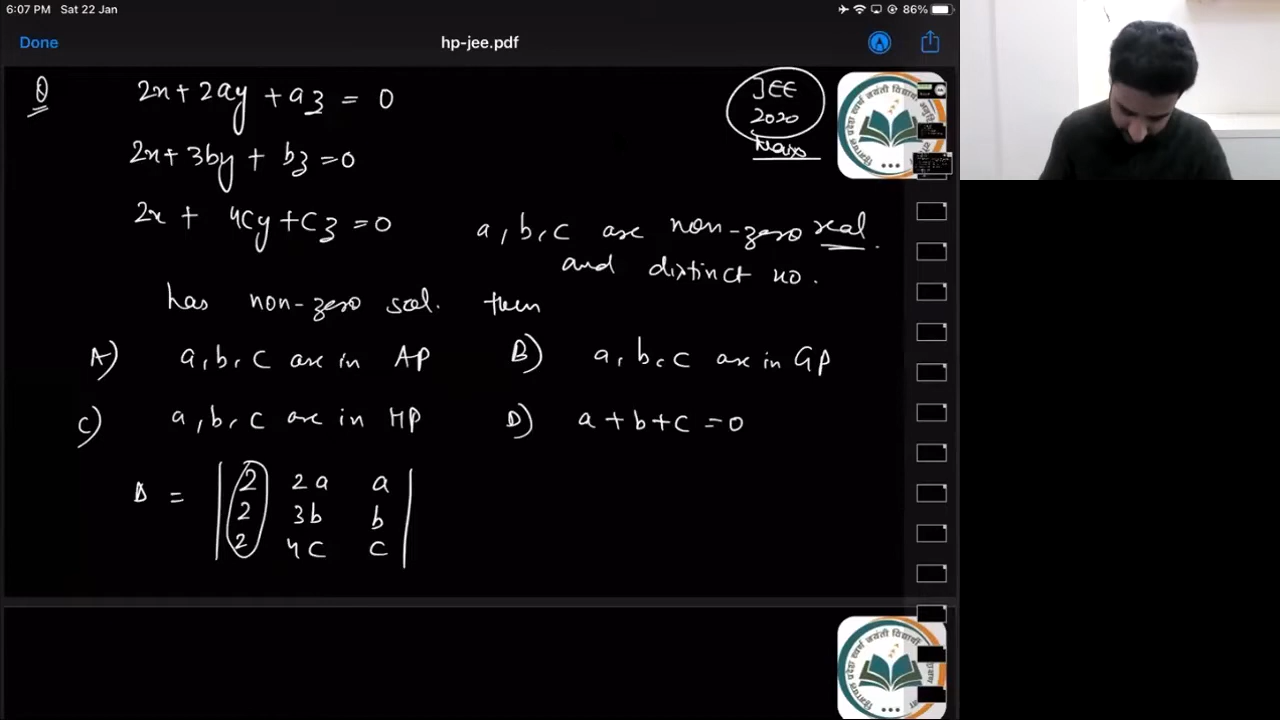 6:07 PM Sat 22 Jan
86%
Done
hp-jee.pdf
Q
2x + 2ay + az = 0
JEE
2020
Mains
2x + 3by + bz = 0
2x + 4cy + cz = 0
a, b, c are non-zero real.
and distinct no.
has non-zero sol. then
A) a, b, c are in AP
B) a, b, c are in GP
C) a, b, c are in HP
D) a + b + c = 0
Δ = | 2 2a a |
| 2 3b b |
| 2 4c c |